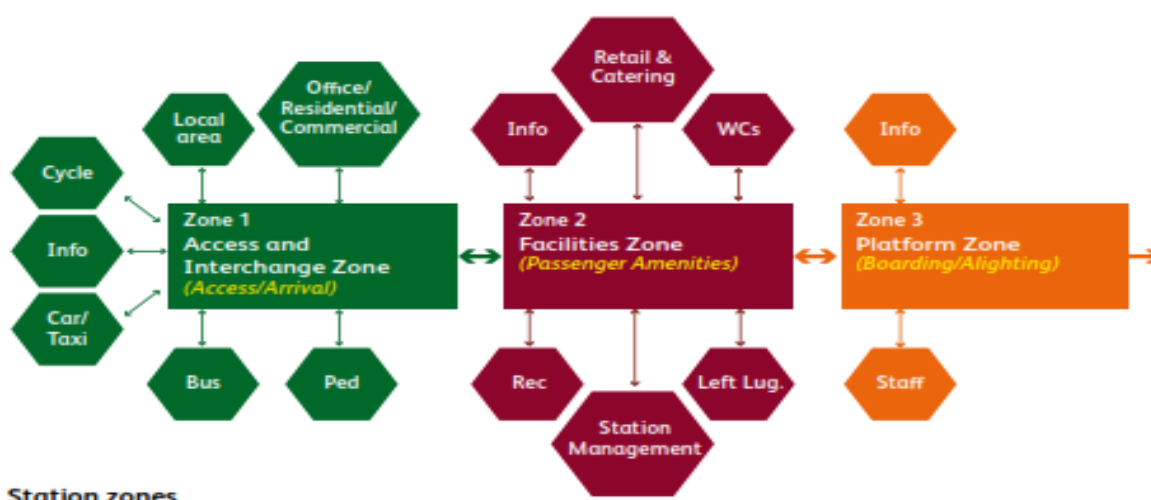 Retail &
Catering
Office/
Residential/
Commercial
Local
area
Info
WCs
Info
Cycle
Info
Car/
Taxi
Zone 1
Access and
Interchange Zone
(Access/Arrival)
Zone 2
Facilities Zone
(Passenger Amenities)
Zone 3
Platform Zone
(Boarding/Alighting)
Bus
Ped
Rec
Left Lug.
Staff
Station
Management
Station zones